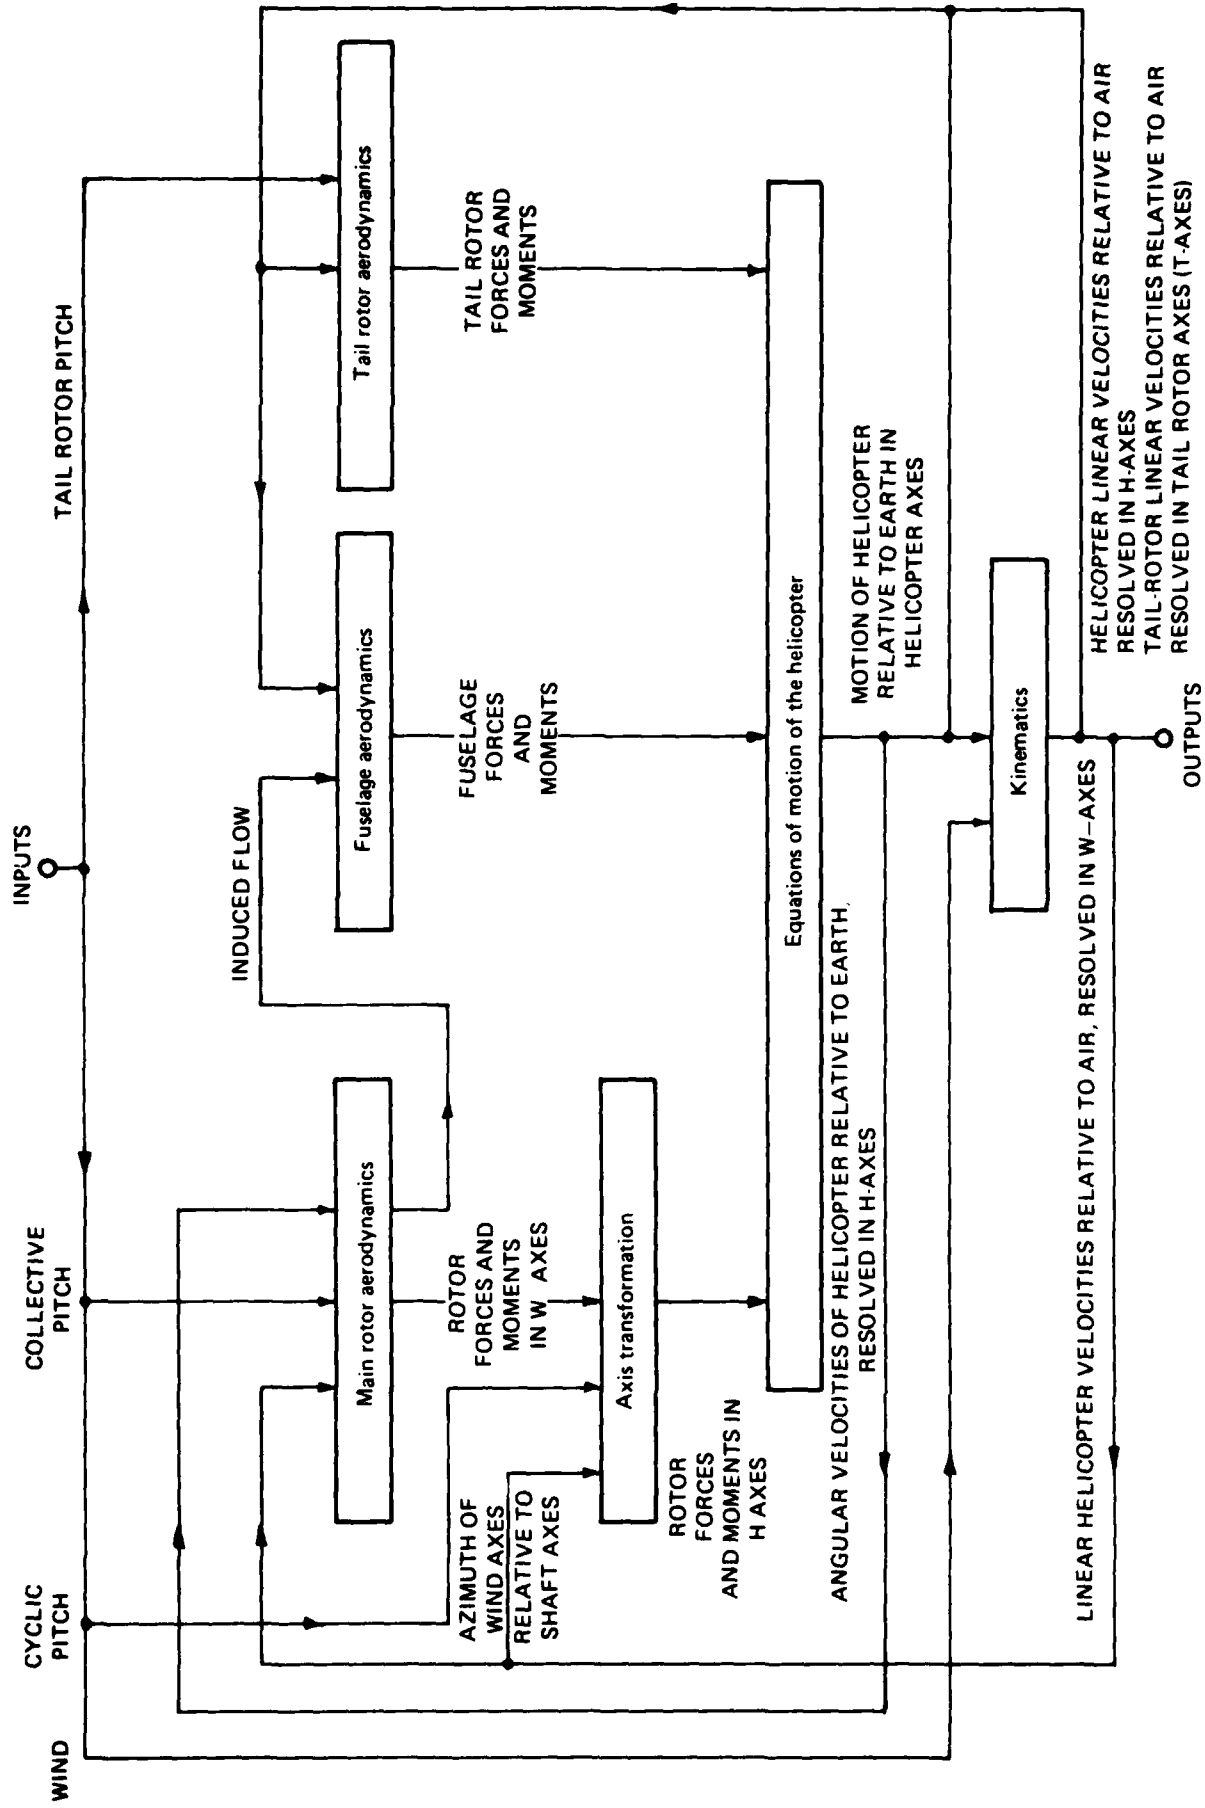 INPUTS
WIND
CYCLIC
PITCH
COLLECTIVE
PITCH
TAIL ROTOR PITCH
INDUCED FLOW
Main rotor aerodynamics
Fuselage aerodynamics
Tail rotor aerodynamics
AZIMUTH OF
WIND AXES
RELATIVE TO
SHAFT AXES
ROTOR
FORCES AND
MOMENTS
IN W AXES
FUSELAGE
FORCES
AND
MOMENTS
TAIL ROTOR
FORCES AND
MOMENTS
Axis transformation
ROTOR
FORCES
AND MOMENTS IN
H AXES
Equations of motion of the helicopter
ANGULAR VELOCITIES OF HELICOPTER RELATIVE TO EARTH,
RESOLVED IN H-AXES
MOTION OF HELICOPTER
RELATIVE TO EARTH IN
HELICOPTER AXES
Kinematics
LINEAR HELICOPTER VELOCITIES RELATIVE TO AIR, RESOLVED IN W–AXES
HELICOPTER LINEAR VELOCITIES RELATIVE TO AIR
RESOLVED IN H-AXES
TAIL-ROTOR LINEAR VELOCITIES RELATIVE TO AIR
RESOLVED IN TAIL ROTOR AXES (T-AXES)
OUTPUTS